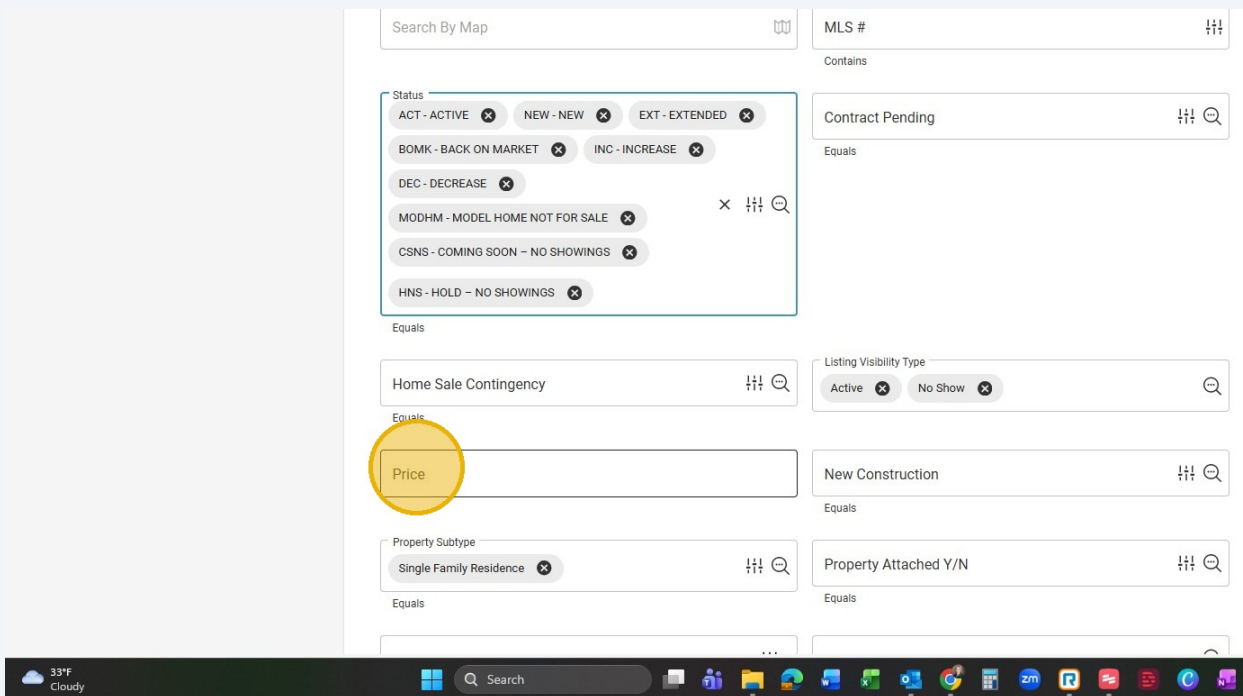 Search By Map
MLS #
Contains
Status
ACT - ACTIVE
NEW - NEW
EXT - EXTENDED
BOMK - BACK ON MARKET
INC - INCREASE
DEC - DECREASE
MODHM - MODEL HOME NOT FOR SALE
CSNS - COMING SOON – NO SHOWINGS
HNS - HOLD – NO SHOWINGS
Equals
Contract Pending
Equals
Home Sale Contingency
Equals
Listing Visibility Type
Active
No Show
Price
New Construction
Equals
Property Subtype
Single Family Residence
Equals
Property Attached Y/N
Equals
33°F
Cloudy
Search
zm